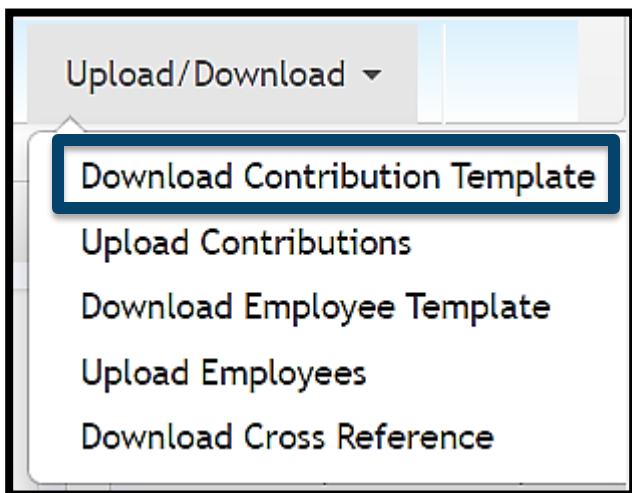 Upload/Download
Download Contribution Template
Upload Contributions
Download Employee Template
Upload Employees
Download Cross Reference